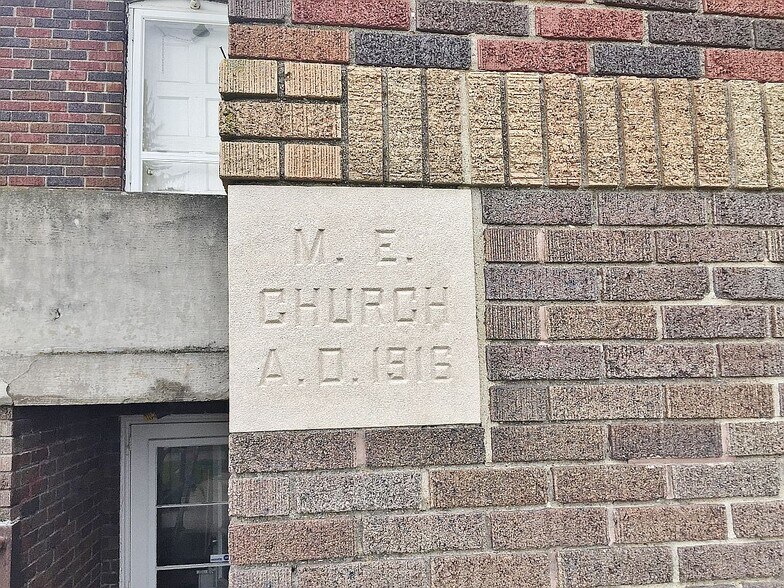 M. E.
CHURCH
A.D. 1916